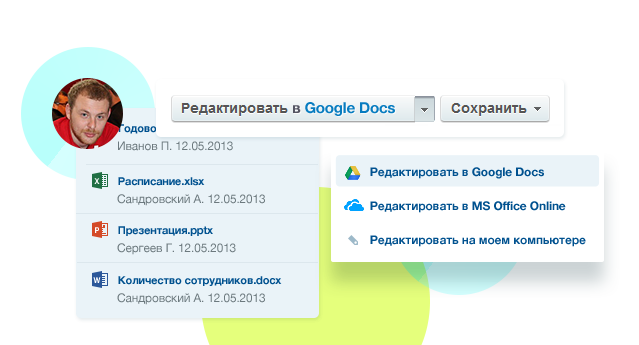 Редактировать в Google Docs
Сохранить
Годово
Иванов П. 12.05.2013
Расписание.xlsx
Сандровский А. 12.05.2013
Презентация.pptx
Сергеев Г. 12.05.2013
Количество сотрудников.docx
Сандровский А. 12.05.2013
Редактировать в Google Docs
Редактировать в MS Office Online
Редактировать на моем компьютере